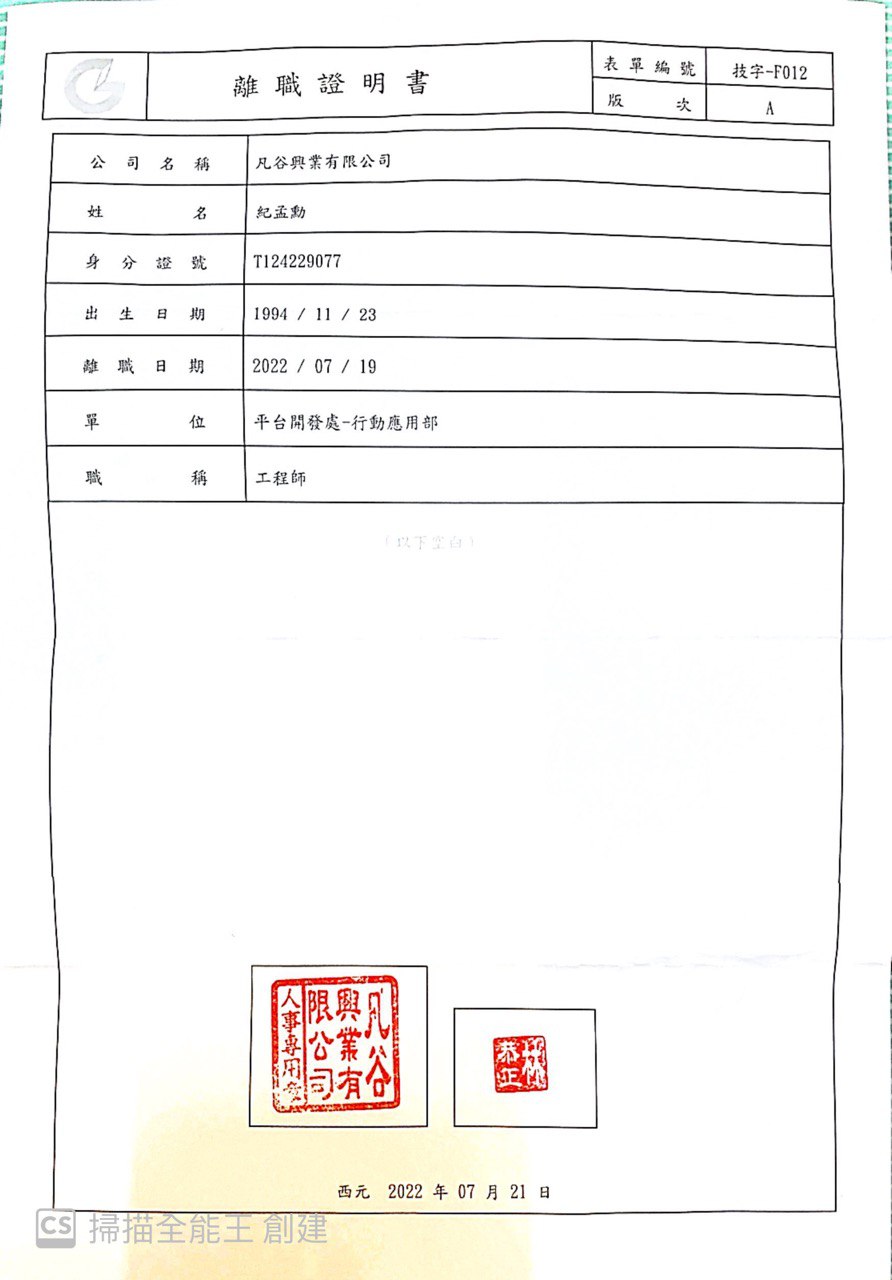 離職證明書
表單編號 技字-F012
版次 A
公司名稱 凡谷興業有限公司
姓名 紀孟勳
身分證號 T124229077
出生日期 1994 / 11 / 23
離職日期 2022 / 07 / 19
單位 平台開發處-行動應用部
職稱 工程師
(以下空白)
凡谷興業有限公司人事專用章
林恭正
西元 2022 年 07 月 21 日
CS 掃描全能王 創建